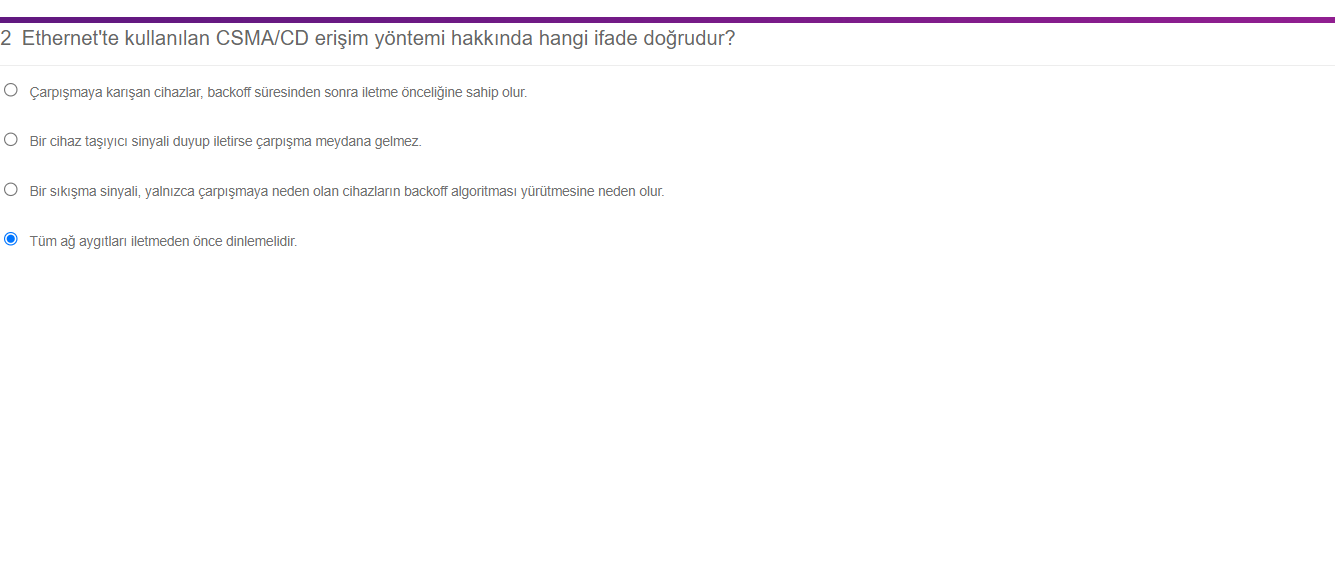 2 Ethernet'te kullanılan CSMA/CD erişim yöntemi hakkında hangi ifade doğrudur?
Çarpışmaya karışan cihazlar, backoff süresinden sonra iletme önceliğine sahip olur.
Bir cihaz taşıyıcı sinyali duyup iletirse çarpışma meydana gelmez.
Bir sıkışma sinyali, yalnızca çarpışmaya neden olan cihazların backoff algoritması yürütmesine neden olur.
Tüm ağ aygıtları iletmeden önce dinlemelidir.